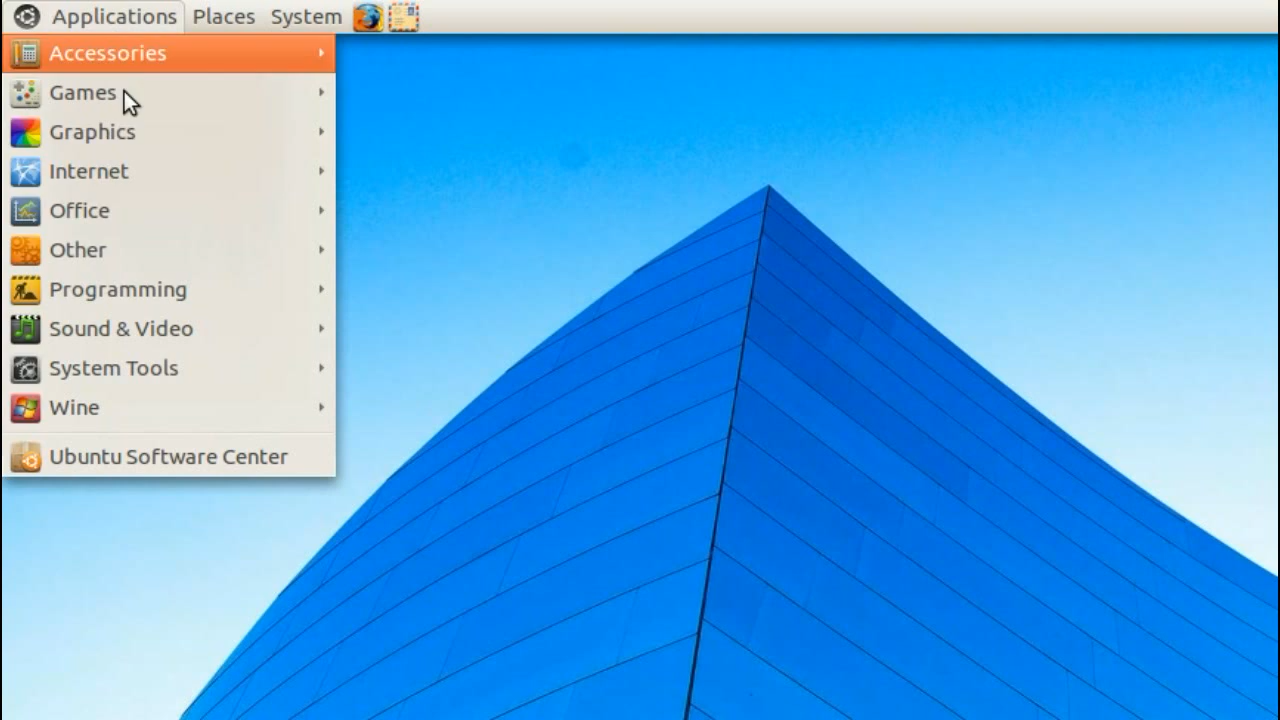 Applications Places System
Accessories
Games
Graphics
Internet
Office
Other
Programming
Sound & Video
System Tools
Wine
Ubuntu Software Center